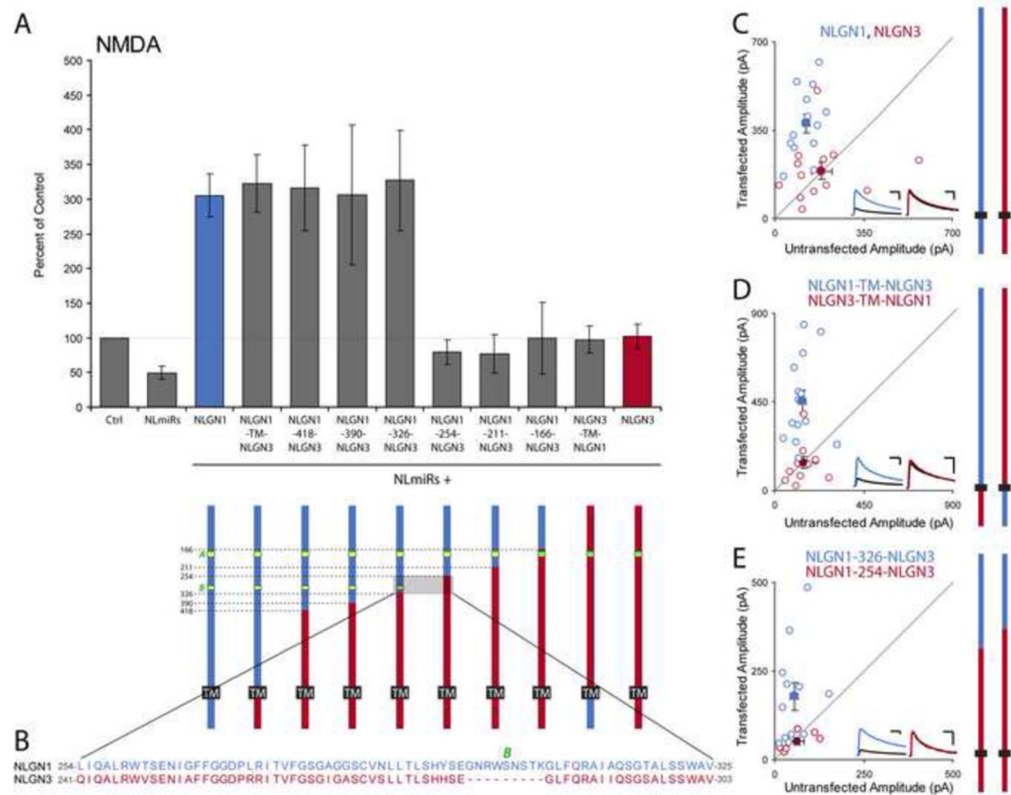 A
NMDA
Percent of Control
500
450
400
350
300
250
200
150
100
50
0
Ctrl
NLmiRs
NLGN1
NLGN1
-TM-
NLGN3
NLGN1
-418-
NLGN3
NLGN1
-390-
NLGN3
NLGN1
-326-
NLGN3
NLGN1
-254-
NLGN3
NLGN1
-211-
NLGN3
NLGN1
-166-
NLGN3
NLGN3
-TM-
NLGN1
NLGN3
NLmiRs +
166
A
211
254
B
326
390
418
TM TM TM TM TM TM TM TM TM TM
B
B
NLGN1 254-LIQALRWTSENIGFFGGDPLRITVFGSGAGGSCVNLLTLSHYSEGNRWSNSTKGLFQRAIAQSGTALSSWAV-325
NLGN3 241-QIQALRWVSENIAFFGGDPRRITVFGSGIGASCVSLLTLSHHSE---------GLFQRAIIQSGSALSSWAV-303
C
NLGN1, NLGN3
Transfected Amplitude (pA)
700
350
0
0 350 700
Untransfected Amplitude (pA)
D
NLGN1-TM-NLGN3
NLGN3-TM-NLGN1
Transfected Amplitude (pA)
900
450
0
0 450 900
Untransfected Amplitude (pA)
E
NLGN1-326-NLGN3
NLGN1-254-NLGN3
Transfected Amplitude (pA)
500
250
0
0 250 500
Untransfected Amplitude (pA)